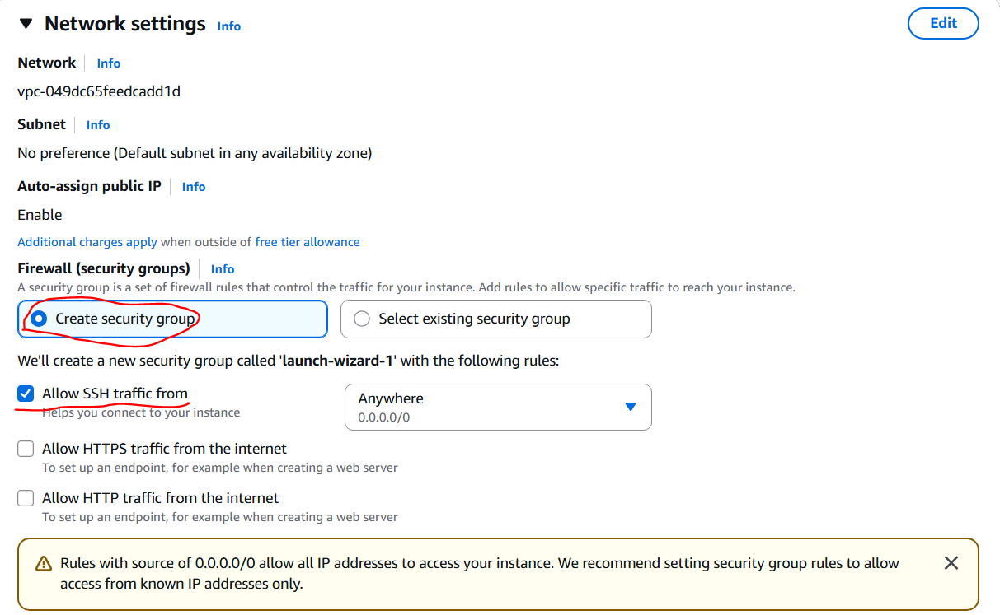 Network settings Info
Edit
Network Info
vpc-049dc65feedcadd1d
Subnet Info
No preference (Default subnet in any availability zone)
Auto-assign public IP Info
Enable
Additional charges apply when outside of free tier allowance
Firewall (security groups) Info
A security group is a set of firewall rules that control the traffic for your instance. Add rules to allow specific traffic to reach your instance.
Create security group
Select existing security group
We'll create a new security group called 'launch-wizard-1' with the following rules:
Allow SSH traffic from
Helps you connect to your instance
Anywhere
0.0.0.0/0
Allow HTTPS traffic from the internet
To set up an endpoint, for example when creating a web server
Allow HTTP traffic from the internet
To set up an endpoint, for example when creating a web server
Rules with source of 0.0.0.0/0 allow all IP addresses to access your instance. We recommend setting security group rules to allow
access from known IP addresses only.